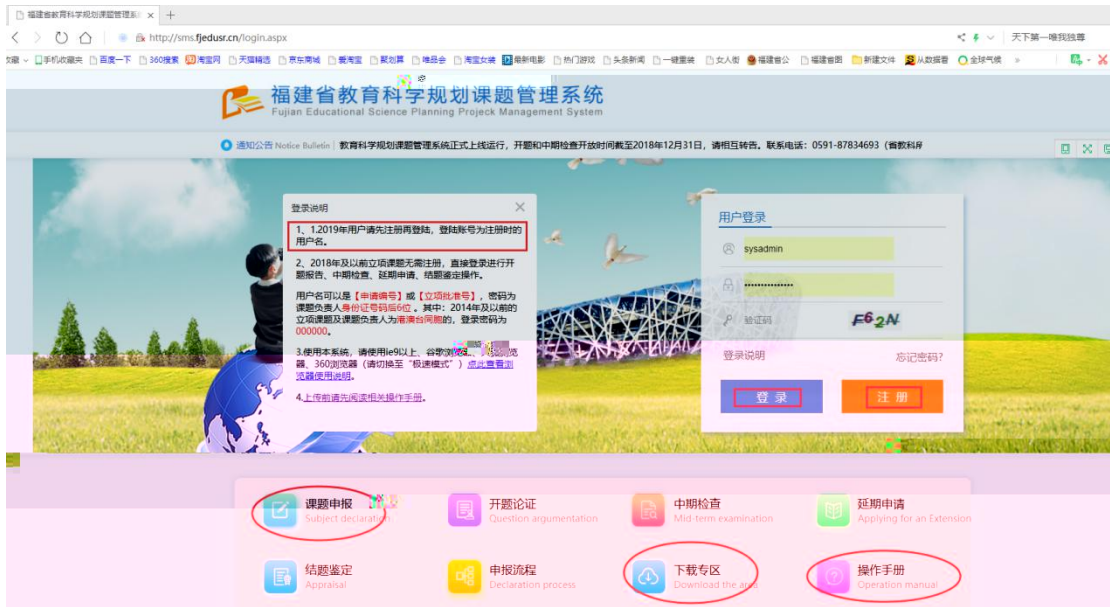 福建省教育科学规划课题管理系
http://sms.fjedusr.cn/login.aspx
天下第一唯我独尊
收藏 手机收藏夹 百度一下 360搜索 淘宝网 天猫精选 京东商城 爱淘宝 聚划算 唯品会 淘宝女装 最新电影 热门游戏 头条新闻 一键重装 女人街 福建省公 福建省图 新建文件 从数据看 全球气候 »
福建省教育科学规划课题管理系统
Fujian Educational Science Planning Projeck Management System
通知公告 Notice Bulletin 教育科学规划课题管理系统正式上线运行，开题和中期检查开放时间截至2018年12月31日，请相互转告。联系电话：0591-87834693（省教科所
登录说明
1、1.2019年用户请先注册再登陆，登陆账号为注册时的
用户名。
2、2018年及以前立项课题无需注册，直接登录进行开
题报告、中期检查、延期申请、结题鉴定操作。
用户名可以是【申请编号】或【立项批准号】，密码为
课题负责人身份证号码后6位 。其中：2014年及以前的
立项课题及课题负责人为港澳台同胞的，登录密码为
000000。
3.使用本系统，请使用ie9以上、谷歌浏览
器、360浏览器（请切换至“极速模式”）点此查看浏
览器使用说明。
4.上传前请先阅读相关操作手册。
用户登录
sysadmin
验证码
F62N
登录说明 忘记密码?
登 录 注 册
课题申报 开题论证 中期检查 延期申请
Subject declaration Question argumentation Mid-term examination Applying for an Extension
结题鉴定 申报流程 下载专区 操作手册
Appraisal Declaration process Download the area Operation manual